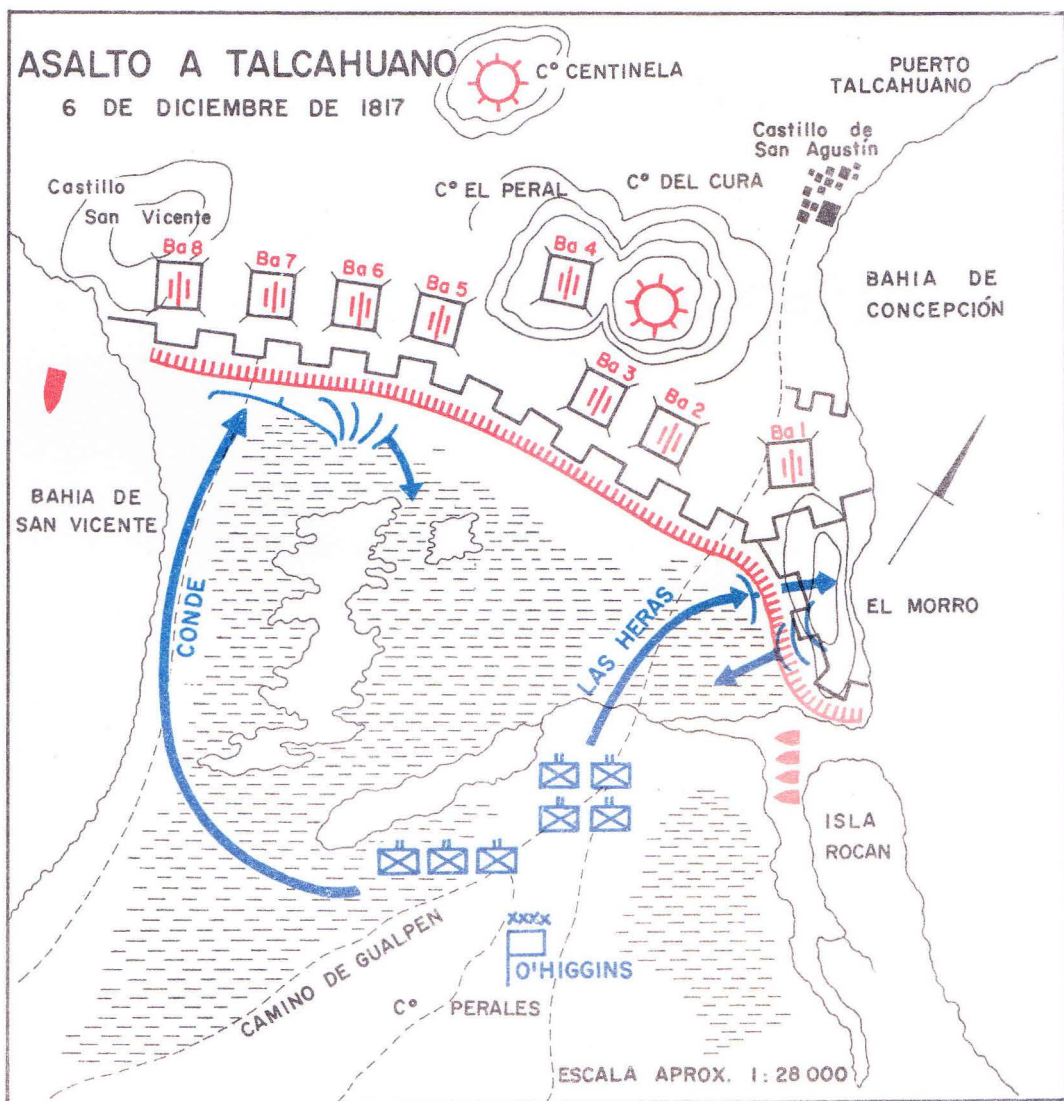 ASALTO A TALCAHUANO
6 DE DICIEMBRE DE 1817
Cº CENTINELA
PUERTO
TALCAHUANO
Castillo de
San Agustín
Castillo
San Vicente
Cº EL PERAL
Cº DEL CURA
Ba 8
Ba 7
Ba 6
Ba 5
Ba 4
Ba 3
Ba 2
Ba 1
BAHIA DE
CONCEPCIÓN
BAHIA DE
SAN VICENTE
CONDE
LAS HERAS
EL MORRO
ISLA
ROCAN
XXXX
O'HIGGINS
CAMINO DE GUALPEN
Cº PERALES
ESCALA APROX. 1:28 000